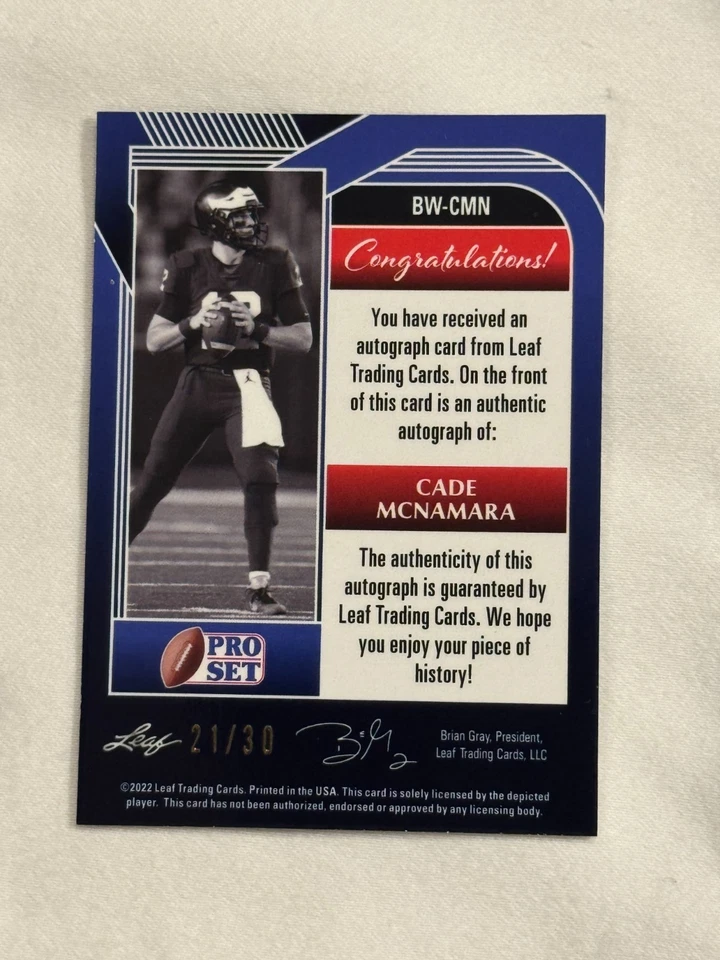 BW-CMN
Congratulations!
You have received an
autograph card from Leaf
Trading Cards. On the front
of this card is an authentic
autograph of:
CADE
MCNAMARA
The authenticity of this
autograph is guaranteed by
Leaf Trading Cards. We hope
you enjoy your piece of
history!
12
PRO
SET
Leaf 21/30
Brian Gray, President,
Leaf Trading Cards, LLC
©2022 Leaf Trading Cards. Printed in the USA. This card is solely licensed by the depicted
player. This card has not been authorized, endorsed or approved by any licensing body.